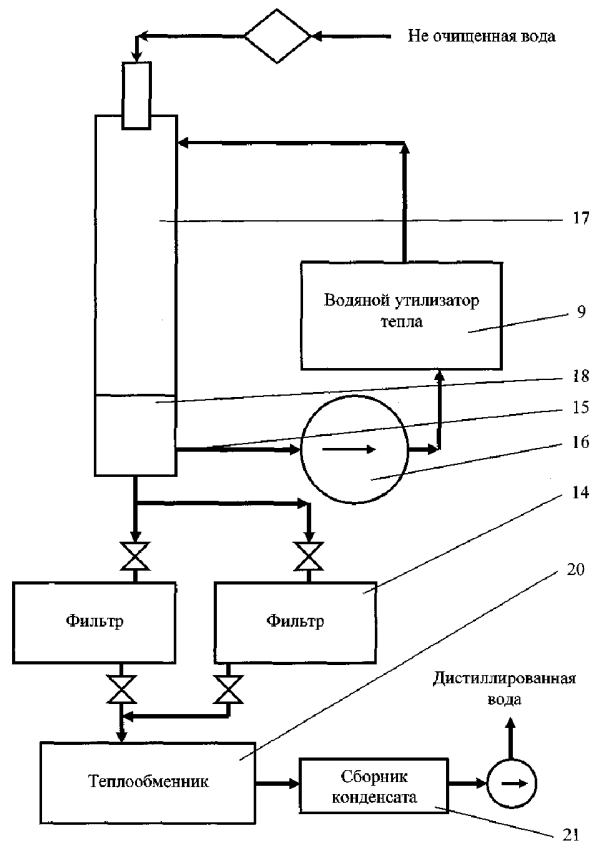 Не очищенная вода
17
Водяной утилизатор
тепла
9
18
15
16
14
20
Фильтр
Фильтр
Дистиллированная
вода
Теплообменник
Сборник
конденсата
21